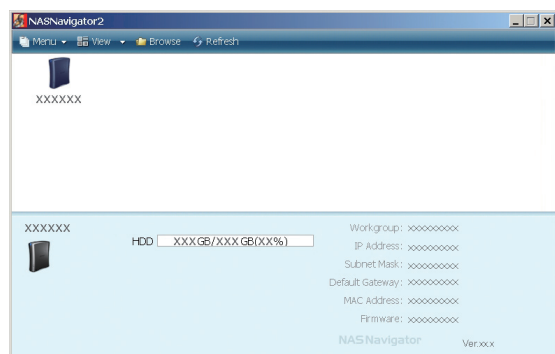 NASNavigator2
Menu View Browse Refresh
XXXXXX
XXXXXX
HDD XXXGB/XXXGB(XX%)
Workgroup: xxxxxxxxx
IP Address: xxxxxxxxx
Subnet Mask: xxxxxxxxx
Default Gateway: xxxxxxxxx
MAC Address: xxxxxxxxx
Firmware: xxxxxxxxx
NASNavigator Ver.xx.x